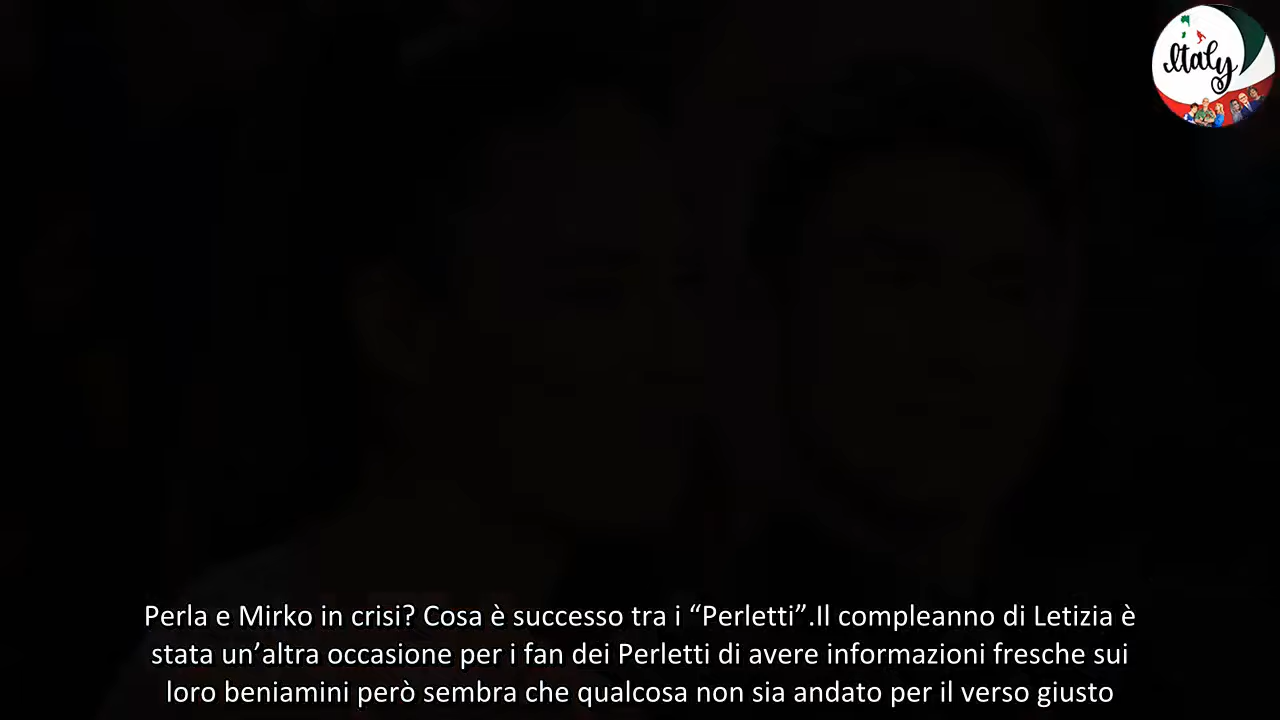 Italy
Perla e Mirko in crisi? Cosa è successo tra i “Perletti”.Il compleanno di Letizia è
stata un’altra occasione per i fan dei Perletti di avere informazioni fresche sui
loro beniamini però sembra che qualcosa non sia andato per il verso giusto